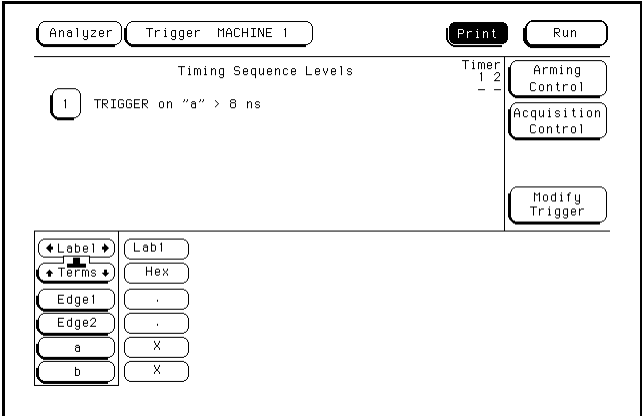 Analyzer Trigger MACHINE 1 Print Run
Timing Sequence Levels
Timer
1 2
– –
1 TRIGGER on "a" > 8 ns
Arming
Control
Acquisition
Control
Modify
Trigger
Label Lab1
Terms Hex
Edge1 .
Edge2 .
a X
b X